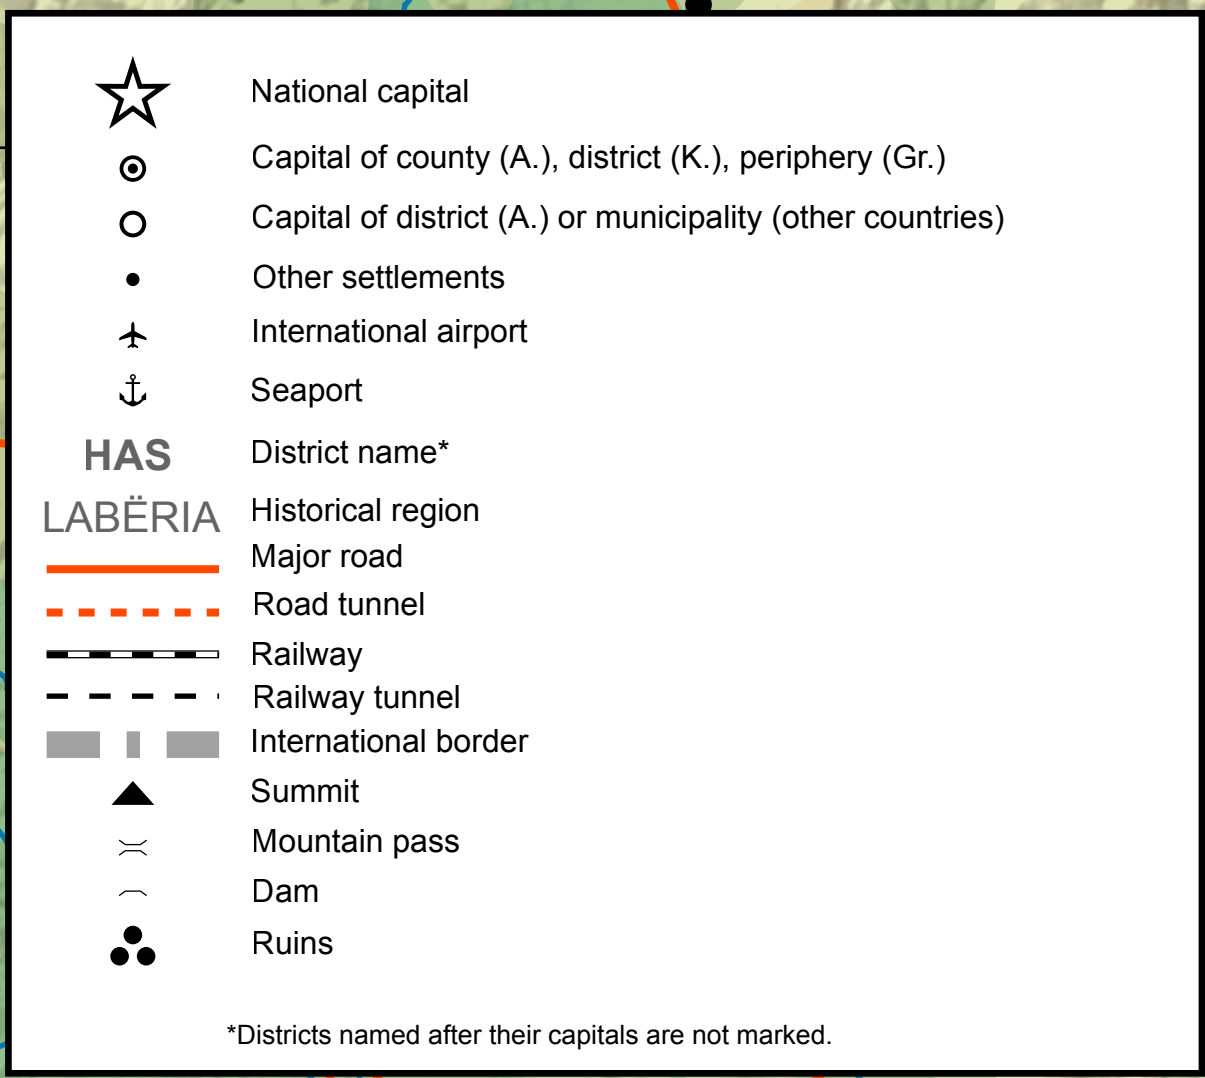 National capital
Capital of county (A.), district (K.), periphery (Gr.)
Capital of district (A.) or municipality (other countries)
Other settlements
International airport
Seaport
HAS District name*
LABËRIA Historical region
Major road
Road tunnel
Railway
Railway tunnel
International border
Summit
Mountain pass
Dam
Ruins
*Districts named after their capitals are not marked.